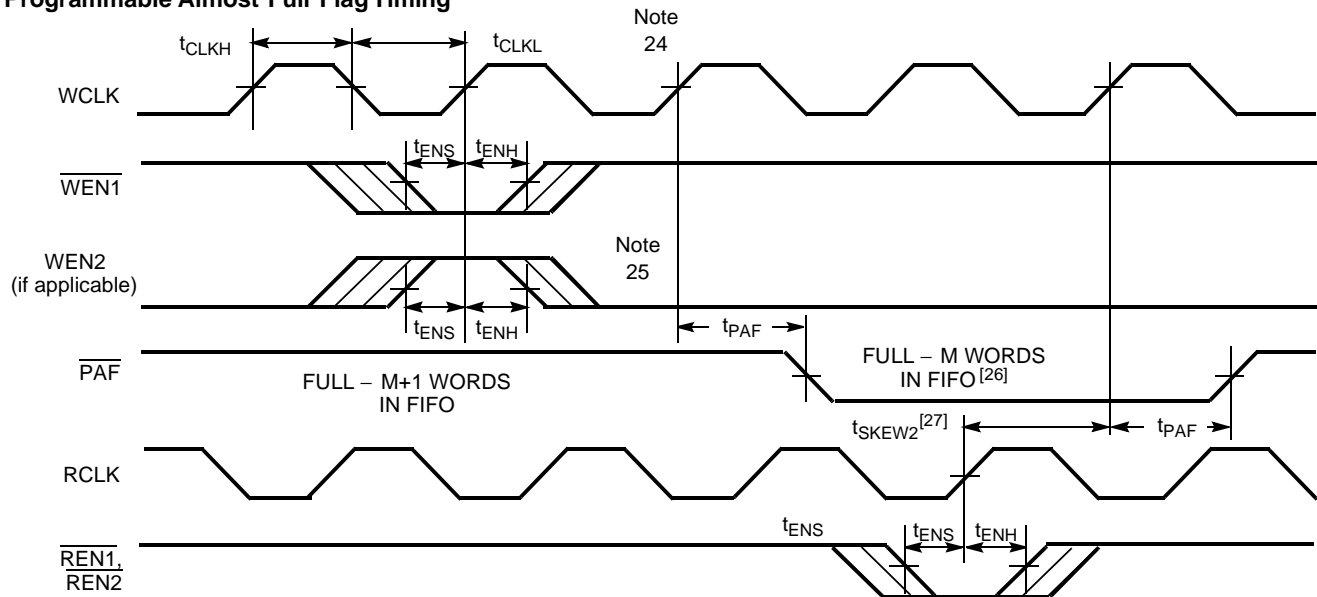 Programmable Almost Full Flag Timing
Note
24
tCLKH
tCLKL
WCLK
tENS
tENH
WEN1
Note
25
WEN2
(if applicable)
tENS
tENH
tPAF
PAF
FULL − M+1 WORDS
IN FIFO
FULL − M WORDS
IN FIFO[26]
tSKEW2[27]
tPAF
RCLK
tENS
tENS
tENH
REN1,
REN2